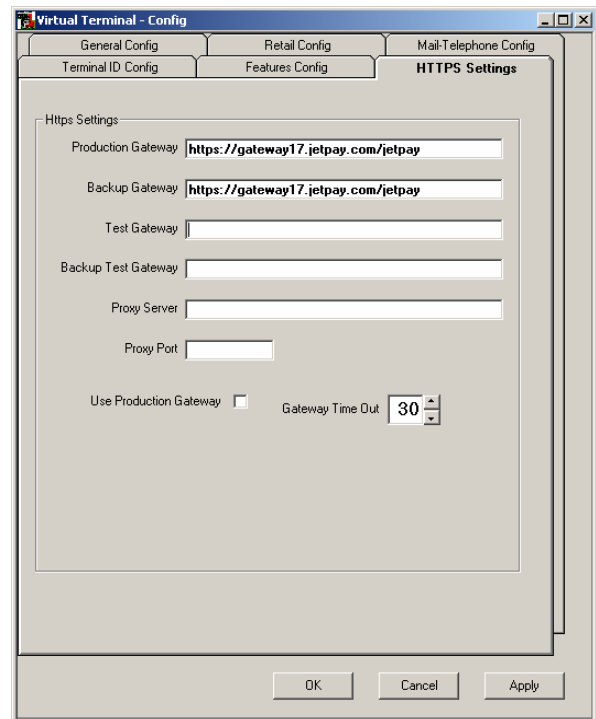 Virtual Terminal - Config
General Config Retail Config Mail-Telephone Config
Terminal ID Config Features Config HTTPS Settings
Https Settings
Production Gateway https://gateway17.jetpay.com/jetpay
Backup Gateway https://gateway17.jetpay.com/jetpay
Test Gateway
Backup Test Gateway
Proxy Server
Proxy Port
Use Production Gateway Gateway Time Out 30
OK Cancel Apply